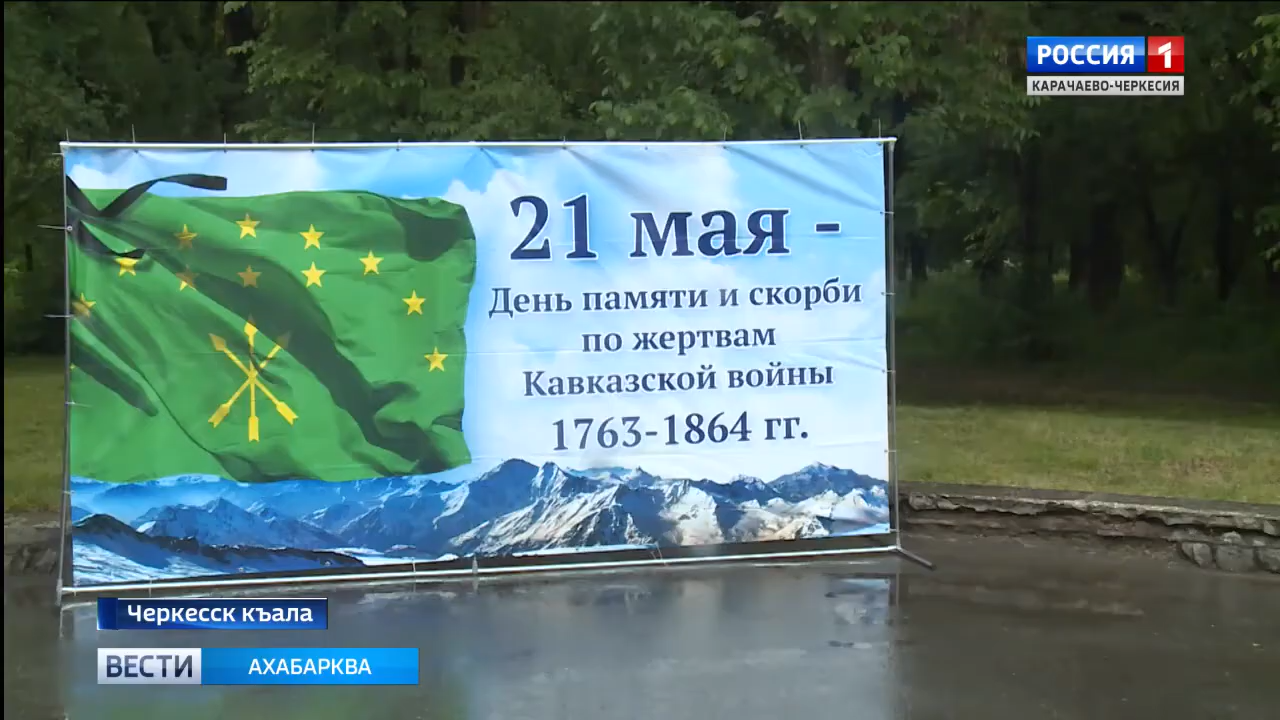 РОССИЯ 1
КАРАЧАЕВО-ЧЕРКЕСИЯ
21 мая -
День памяти и скорби
по жертвам
Кавказской войны
1763-1864 гг.
Черкесск къала
ВЕСТИ АХАБАРКВА